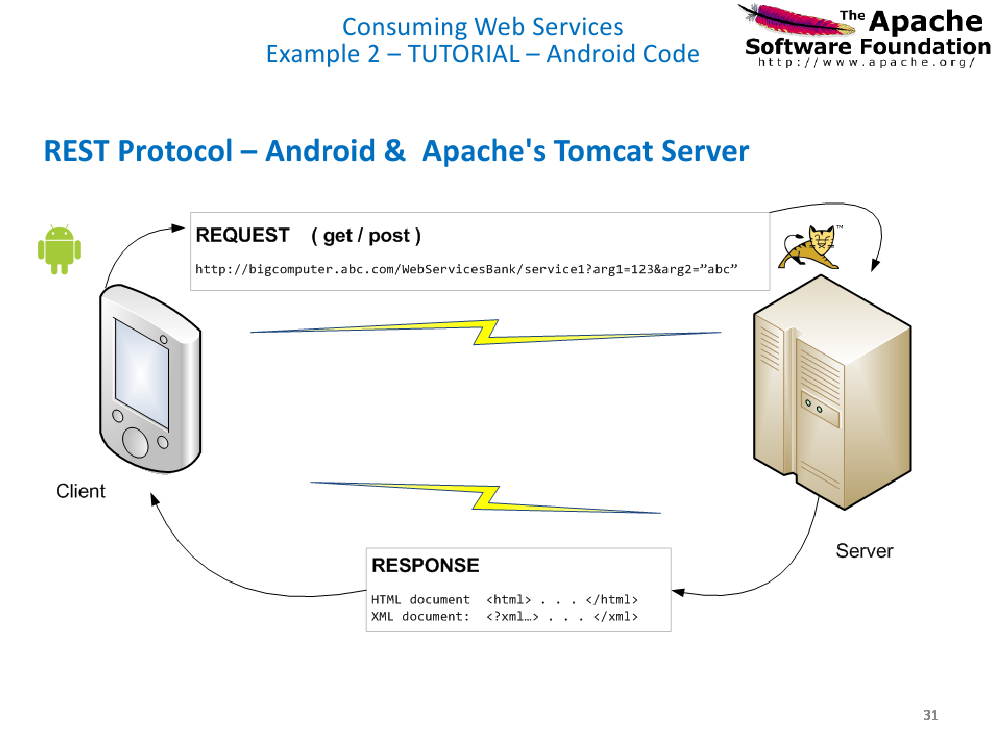 Consuming Web Services
Example 2 – TUTORIAL – Android Code
The Apache
Software Foundation
http://www.apache.org/
REST Protocol – Android & Apache's Tomcat Server
REQUEST ( get / post )
http://bigcomputer.abc.com/WebServicesBank/service1?arg1=123&arg2=”abc”
TM
Client
Server
RESPONSE
HTML document <html> . . . </html>
XML document: <?xml…> . . . </xml>
31